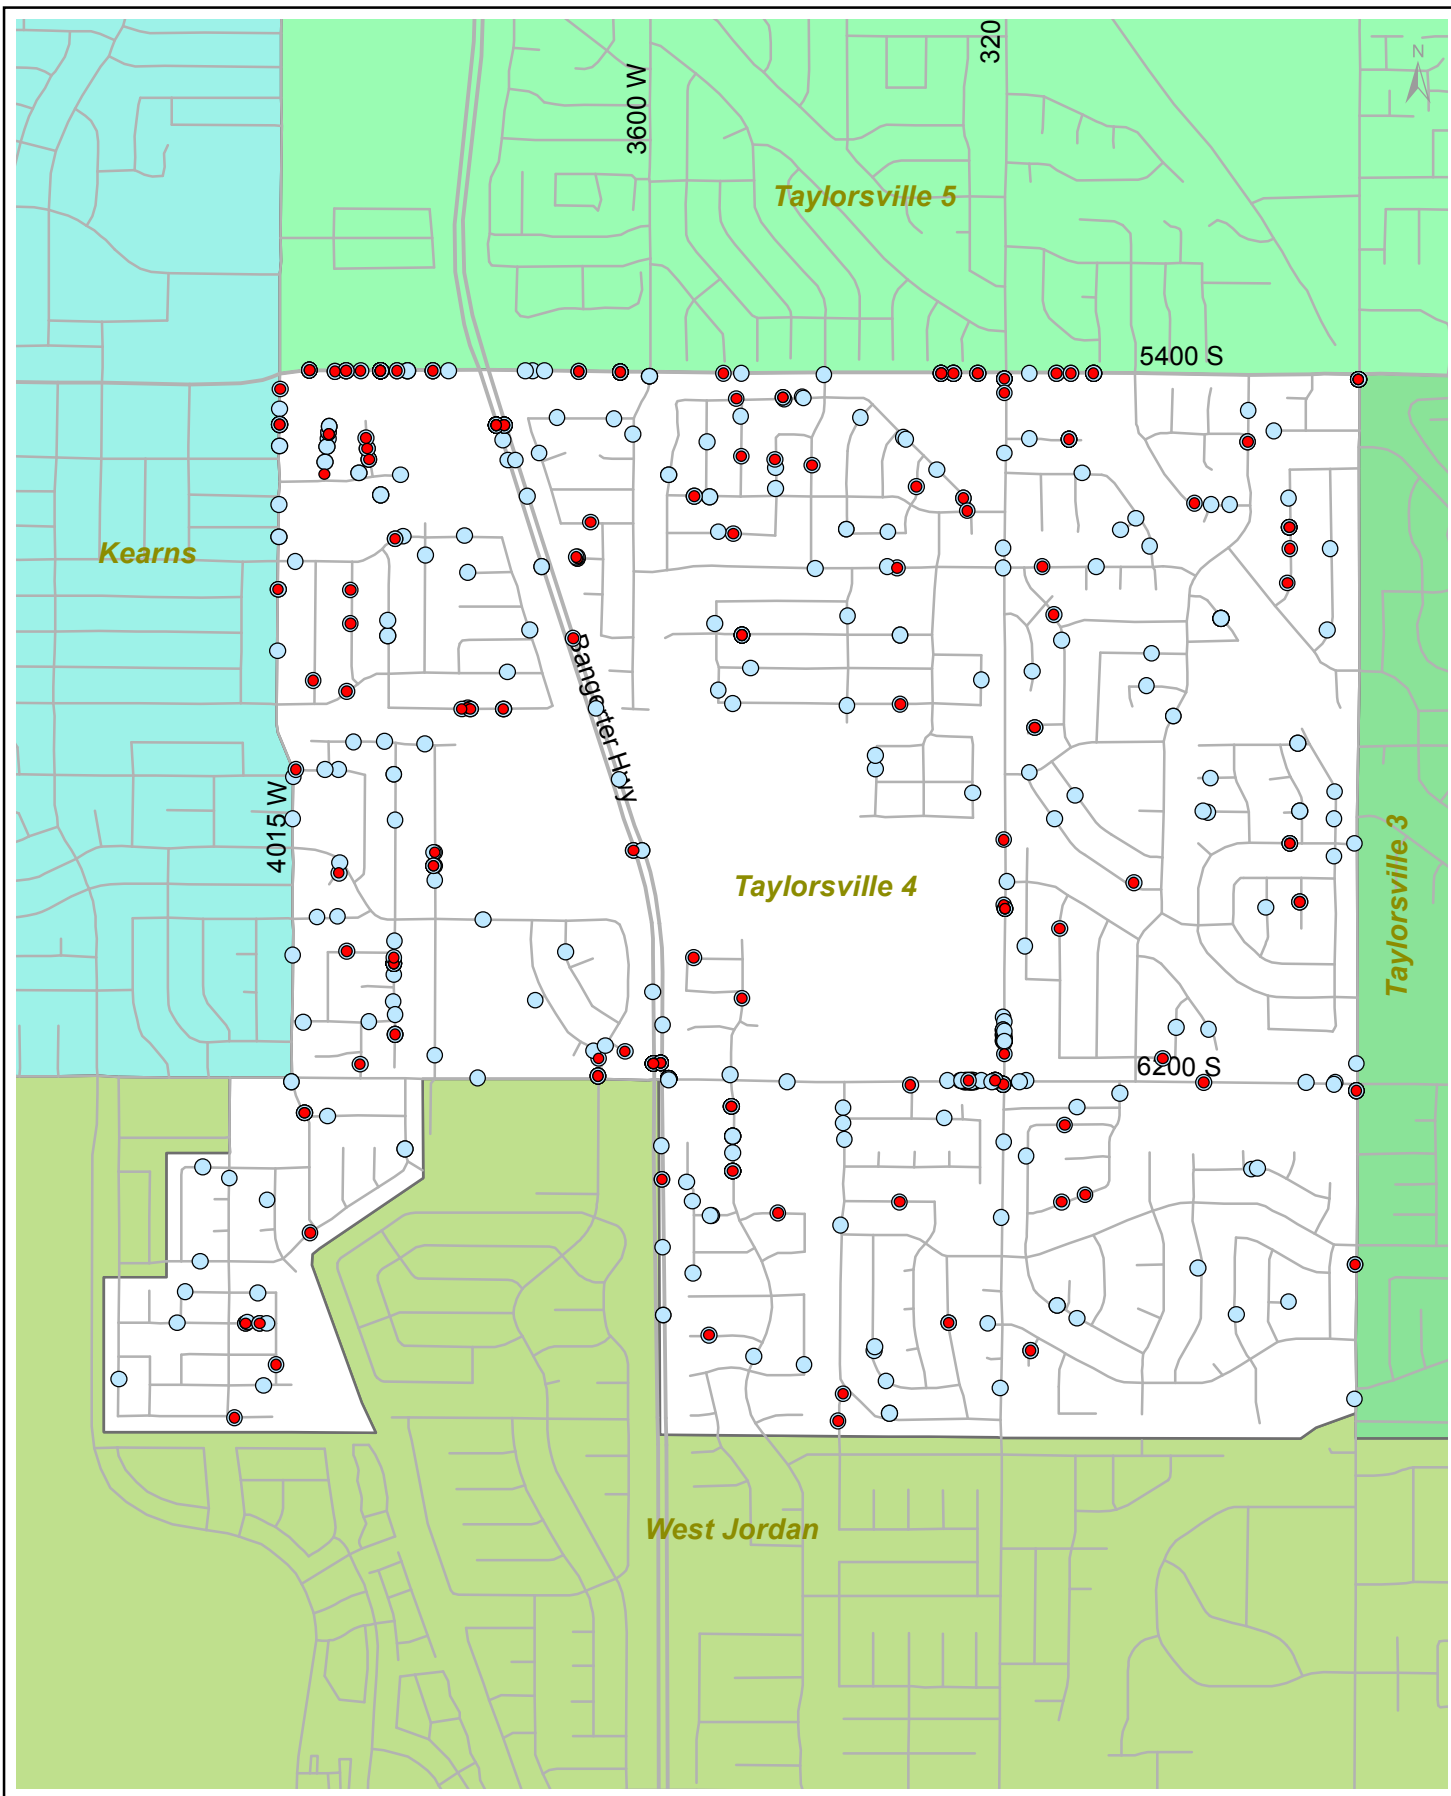 320
N
3600 W
Taylorsville 5
5400 S
Kearns
Bangerter Hwy
4015 W
Taylorsville 4
Taylorsville 3
6200 S
West Jordan